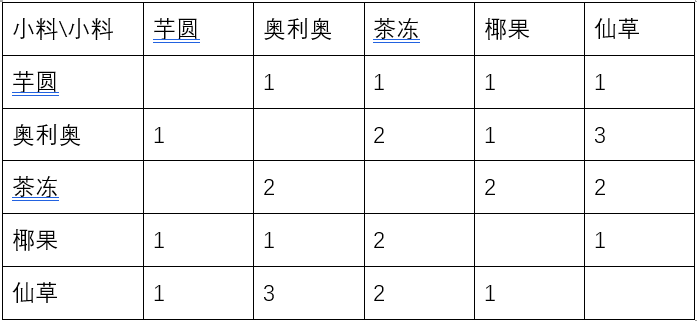 小料\小料 芋圆 奥利奥 茶冻 椰果 仙草
芋圆 1 1 1 1
奥利奥 1 2 1 3
茶冻 2 2 2
椰果 1 1 2 1
仙草 1 3 2 1